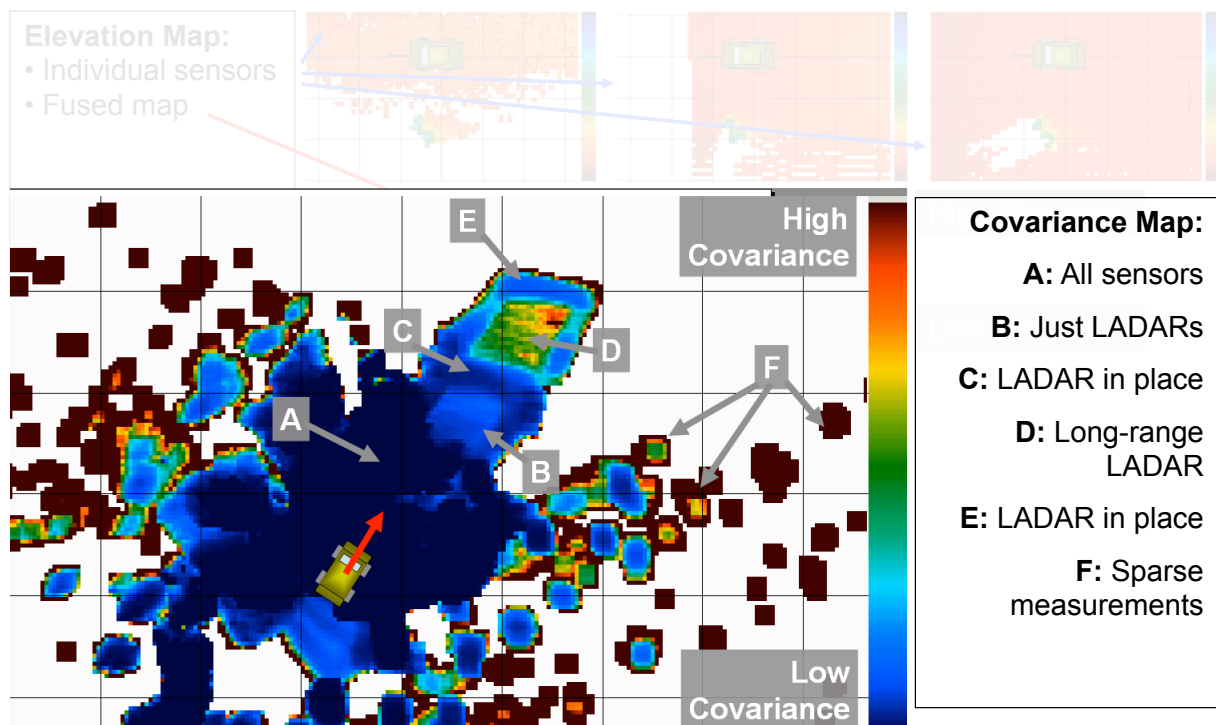 Elevation Map:
• Individual sensors
• Fused map
E
High
Covariance
C
D
F
A
B
Low
Covariance
Covariance Map:
A: All sensors
B: Just LADARs
C: LADAR in place
D: Long-range
LADAR
E: LADAR in place
F: Sparse
measurements